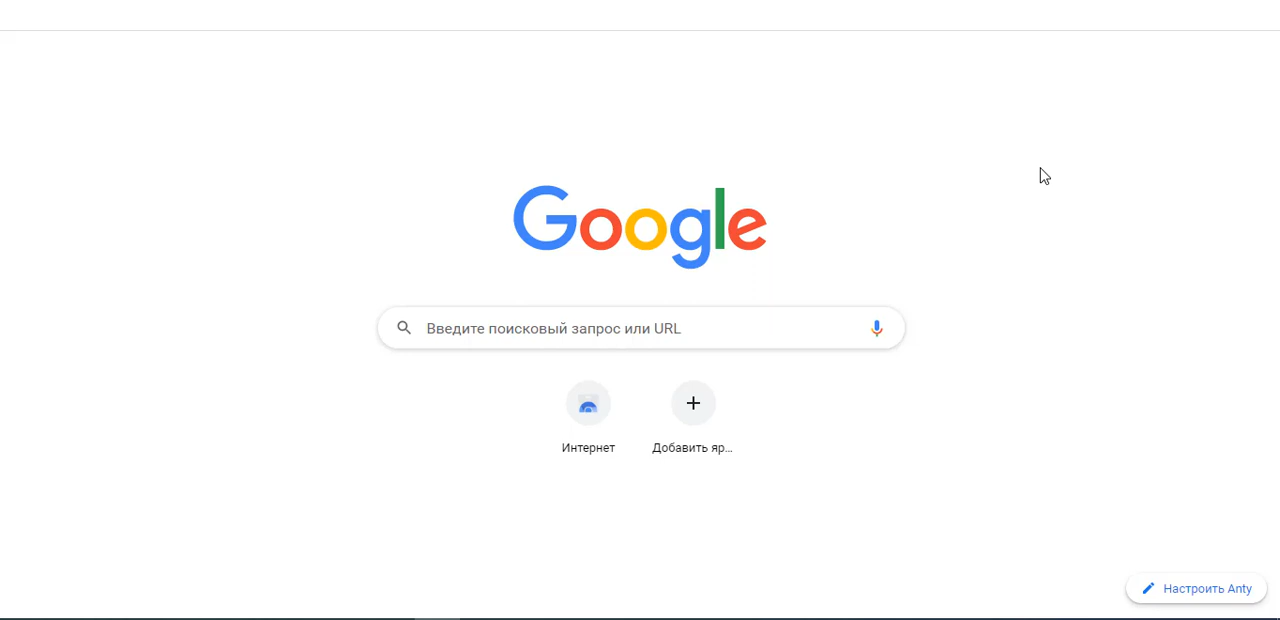 Google
Введите поисковый запрос или URL
Интернет
Добавить яр...
Настроить Anty